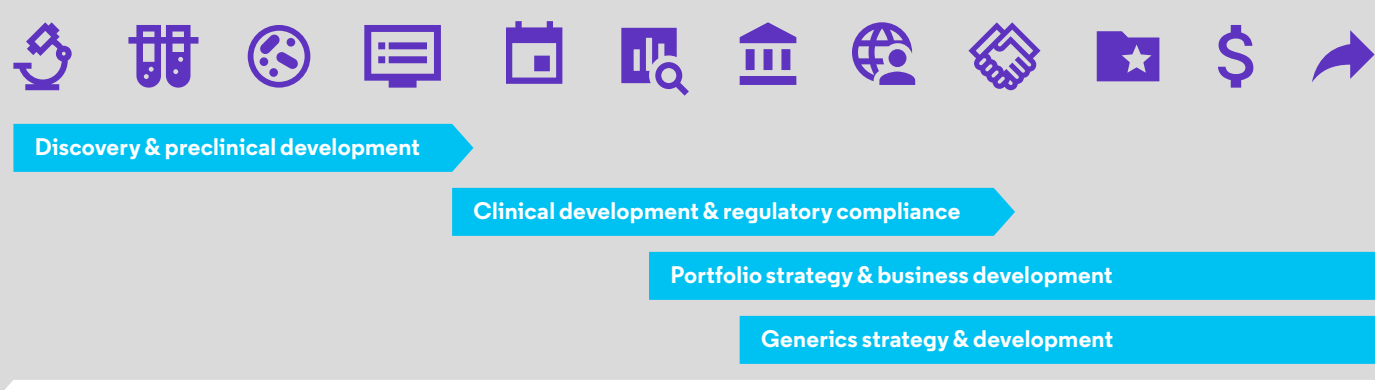 Discovery & preclinical development
Clinical development & regulatory compliance
Portfolio strategy & business development
Generics strategy & development